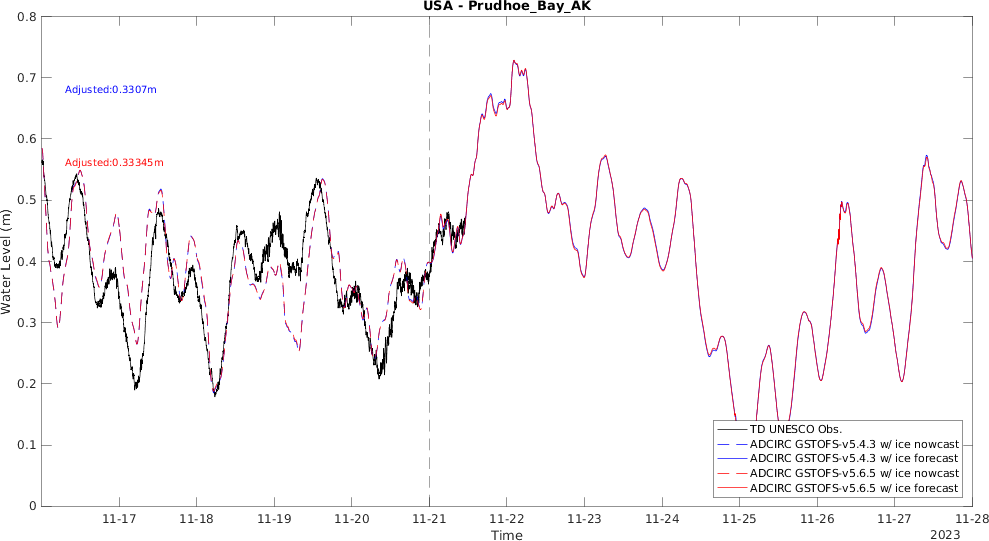 USA - Prudhoe_Bay_AK
0.8
0.7
0.6
0.5
0.4
0.3
0.2
0.1
0
Water Level (m)
Adjusted:0.3307m
Adjusted:0.33345m
TD UNESCO Obs.
ADCIRC GSTOFS-v5.4.3 w/ ice nowcast
ADCIRC GSTOFS-v5.4.3 w/ ice forecast
ADCIRC GSTOFS-v5.6.5 w/ ice nowcast
ADCIRC GSTOFS-v5.6.5 w/ ice forecast
11-17 11-18 11-19 11-20 11-21 11-22 11-23 11-24 11-25 11-26 11-27 11-28
Time
2023